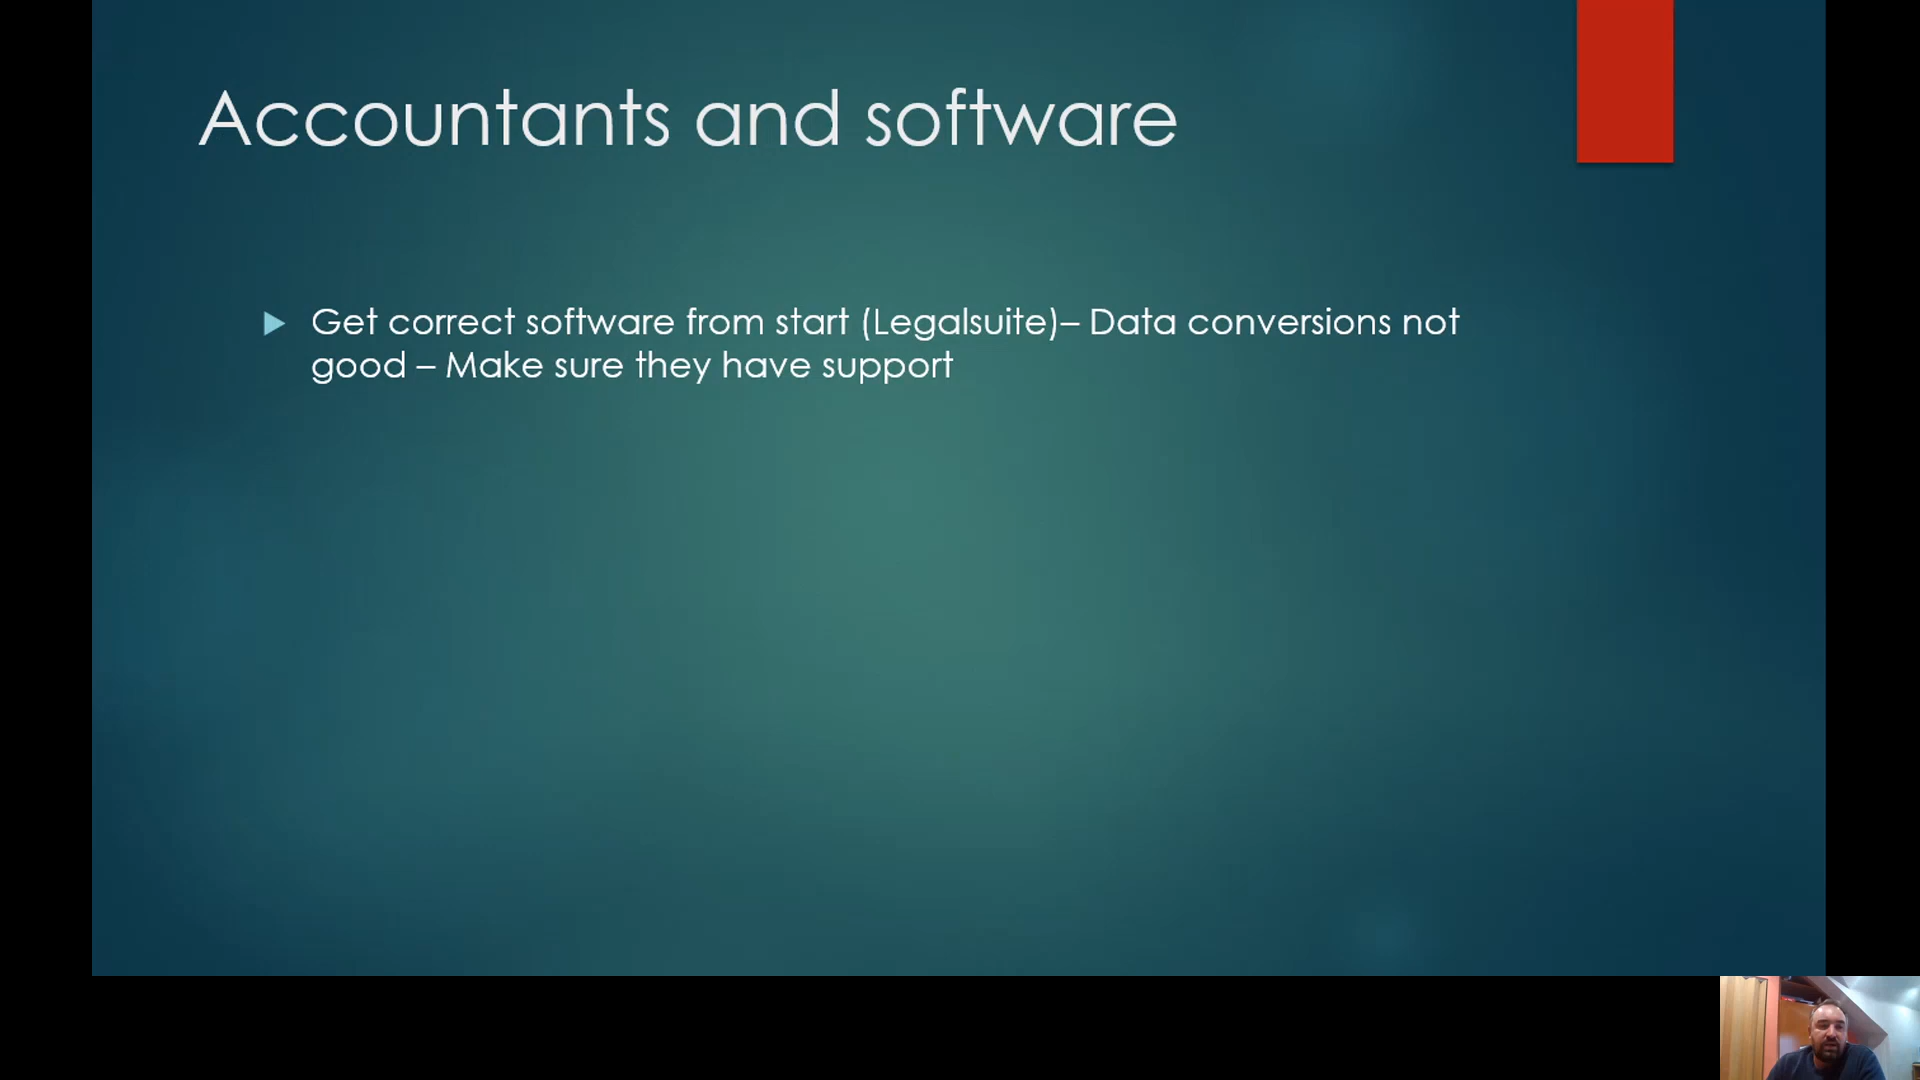 Accountants and software
Get correct software from start (Legalsuite)– Data conversions not
good – Make sure they have support